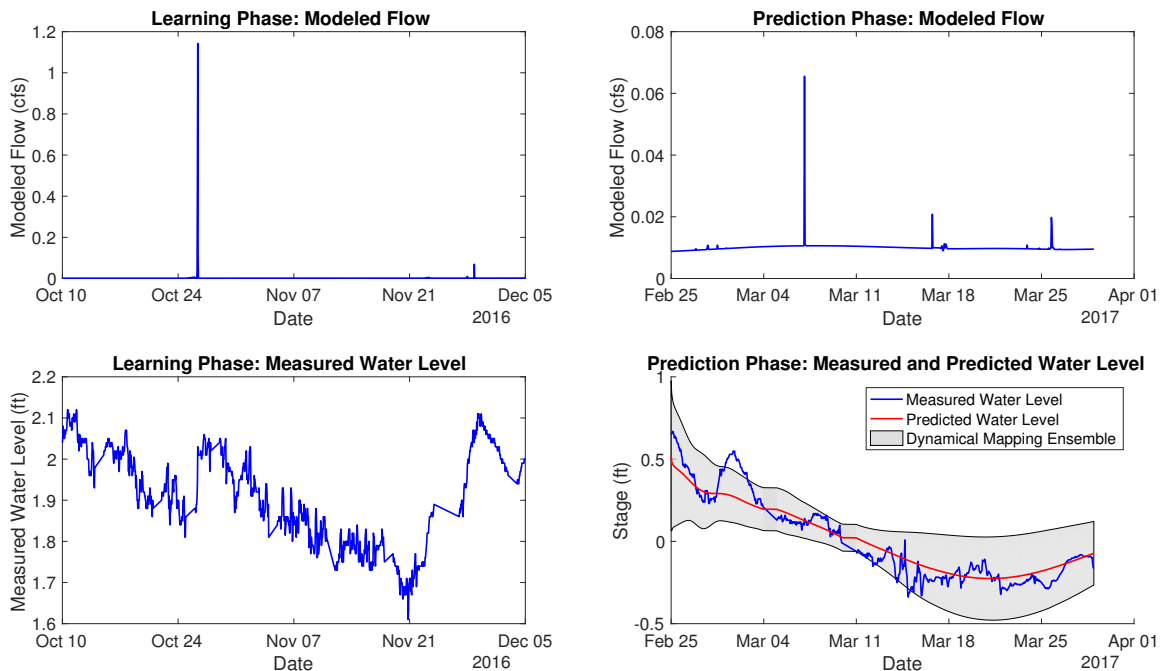 Learning Phase: Modeled Flow
Modeled Flow (cfs)
1.2
1
0.8
0.6
0.4
0.2
0
Oct 10
Oct 24
Nov 07
Nov 21
Dec 05
Date
2016
Prediction Phase: Modeled Flow
Modeled Flow (cfs)
0.08
0.06
0.04
0.02
0
Feb 25
Mar 04
Mar 11
Mar 18
Mar 25
Apr 01
Date
2017
Learning Phase: Measured Water Level
Measured Water Level (ft)
2.2
2.1
2
1.9
1.8
1.7
1.6
Oct 10
Oct 24
Nov 07
Nov 21
Dec 05
Date
2016
Prediction Phase: Measured and Predicted Water Level
Stage (ft)
1
0.5
0
-0.5
Measured Water Level
Predicted Water Level
Dynamical Mapping Ensemble
Feb 25
Mar 04
Mar 11
Mar 18
Mar 25
Apr 01
Date
2017